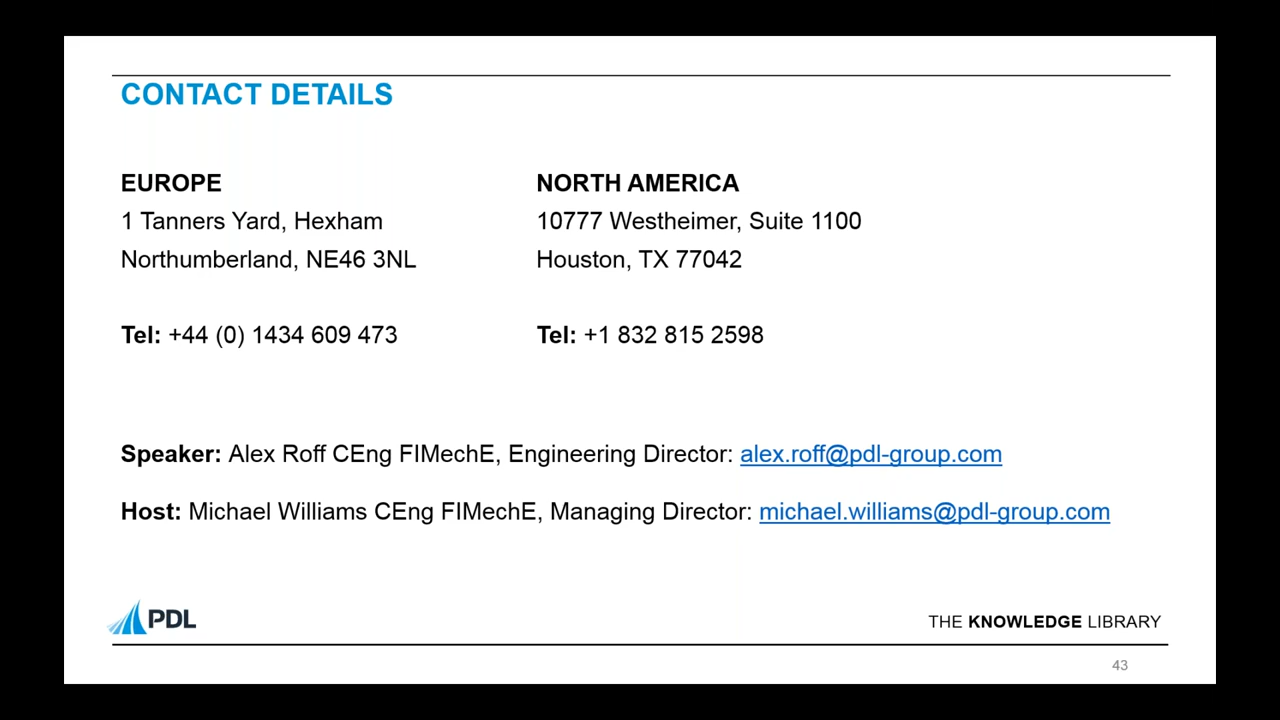 CONTACT DETAILS
EUROPE
1 Tanners Yard, Hexham
Northumberland, NE46 3NL
Tel: +44 (0) 1434 609 473
NORTH AMERICA
10777 Westheimer, Suite 1100
Houston, TX 77042
Tel: +1 832 815 2598
Speaker: Alex Roff CEng FIMechE, Engineering Director: alex.roff@pdl-group.com
Host: Michael Williams CEng FIMechE, Managing Director: michael.williams@pdl-group.com
PDL
THE KNOWLEDGE LIBRARY
43